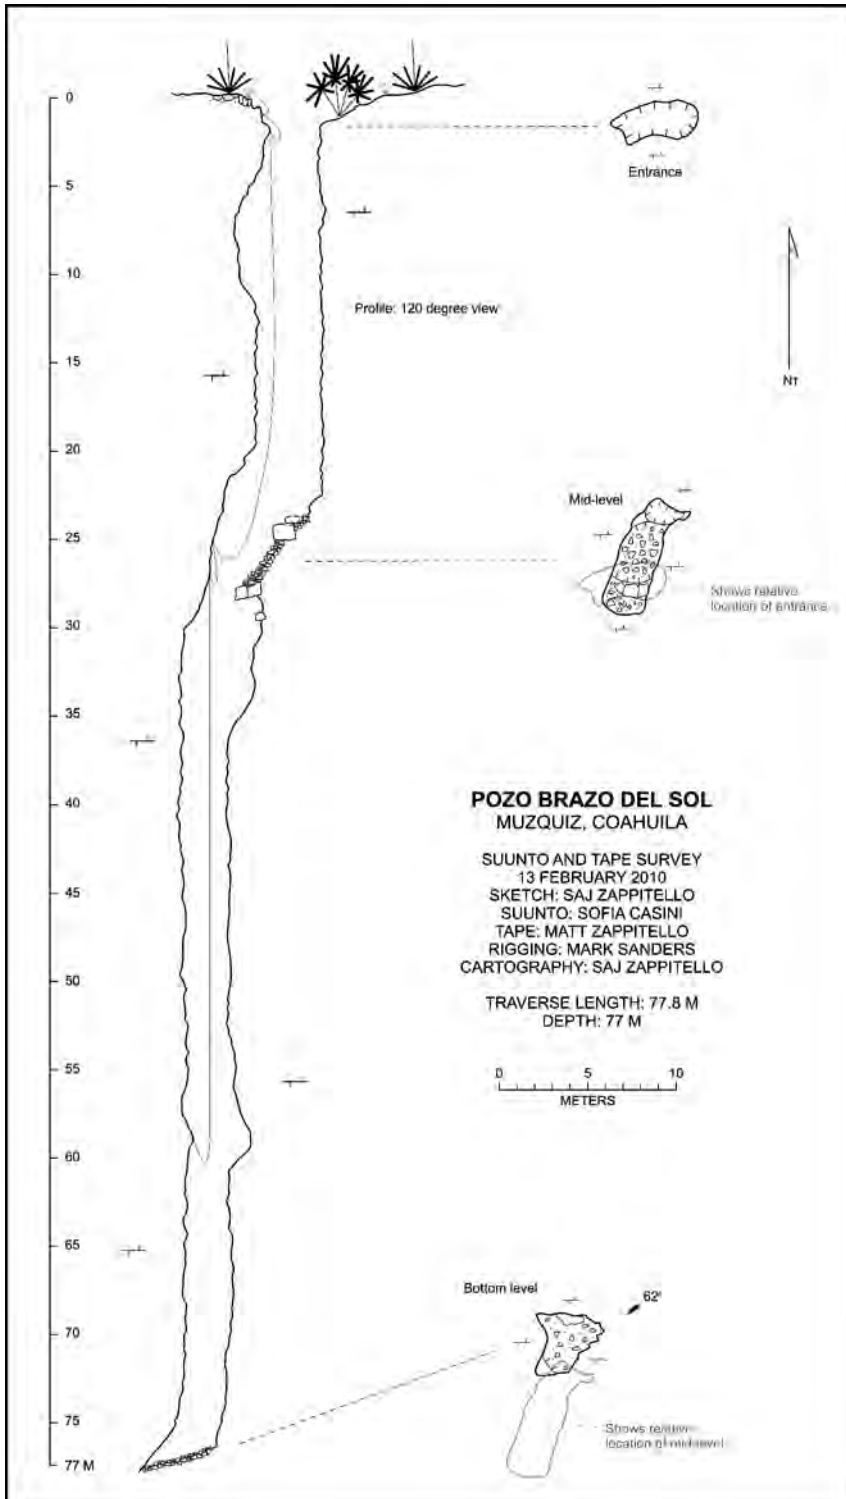 0
5
10
15
20
25
30
35
40
45
50
55
60
65
70
75
77 M
Entrance
Profile: 120 degree view
NT
Mid-level
Shows relative
location of entrance
POZO BRAZO DEL SOL
MUZQUIZ, COAHUILA
SUUNTO AND TAPE SURVEY
13 FEBRUARY 2010
SKETCH: SAJ ZAPPITELLO
SUUNTO: SOFIA CASINI
TAPE: MATT ZAPPITELLO
RIGGING: MARK SANDERS
CARTOGRAPHY: SAJ ZAPPITELLO
TRAVERSE LENGTH: 77.8 M
DEPTH: 77 M
0 5 10
METERS
Bottom level
62°
Shows relative
location of mid-level